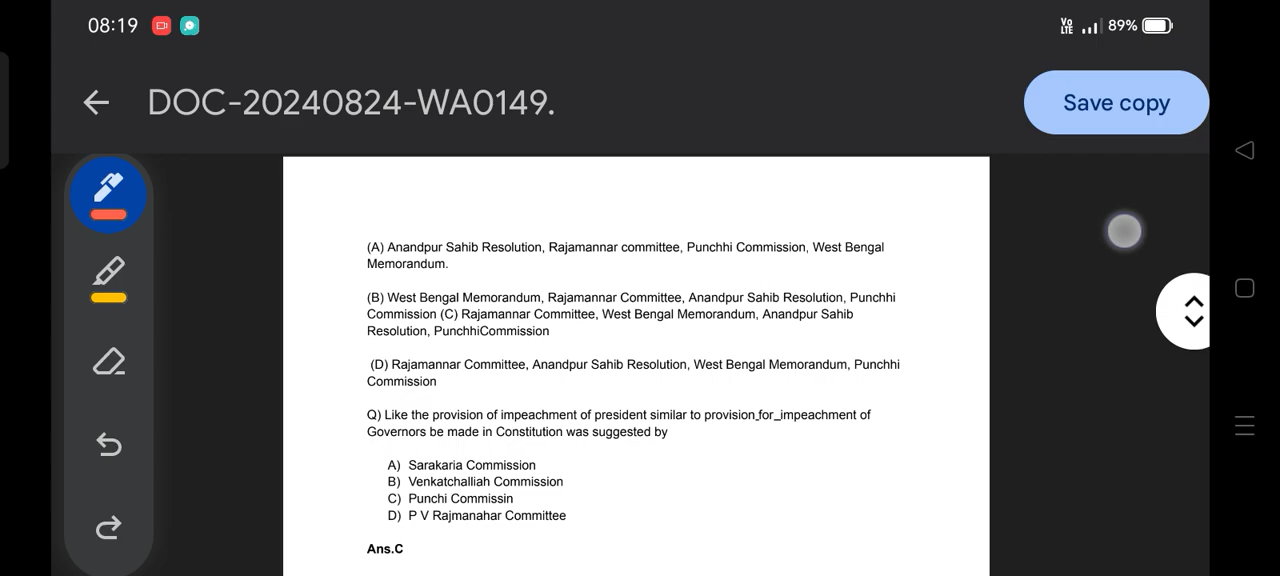 08:19
Vo
LTE
89%
DOC-20240824-WA0149.
Save copy
(A) Anandpur Sahib Resolution, Rajamannar committee, Punchhi Commission, West Bengal
Memorandum.
(B) West Bengal Memorandum, Rajamannar Committee, Anandpur Sahib Resolution, Punchhi
Commission (C) Rajamannar Committee, West Bengal Memorandum, Anandpur Sahib
Resolution, PunchhiCommission
(D) Rajamannar Committee, Anandpur Sahib Resolution, West Bengal Memorandum, Punchhi
Commission
Q) Like the provision of impeachment of president similar to provision_for_impeachment of
Governors be made in Constitution was suggested by
A) Sarakaria Commission
B) Venkatchalliah Commission
C) Punchi Commissin
D) P V Rajmanahar Committee
Ans.C